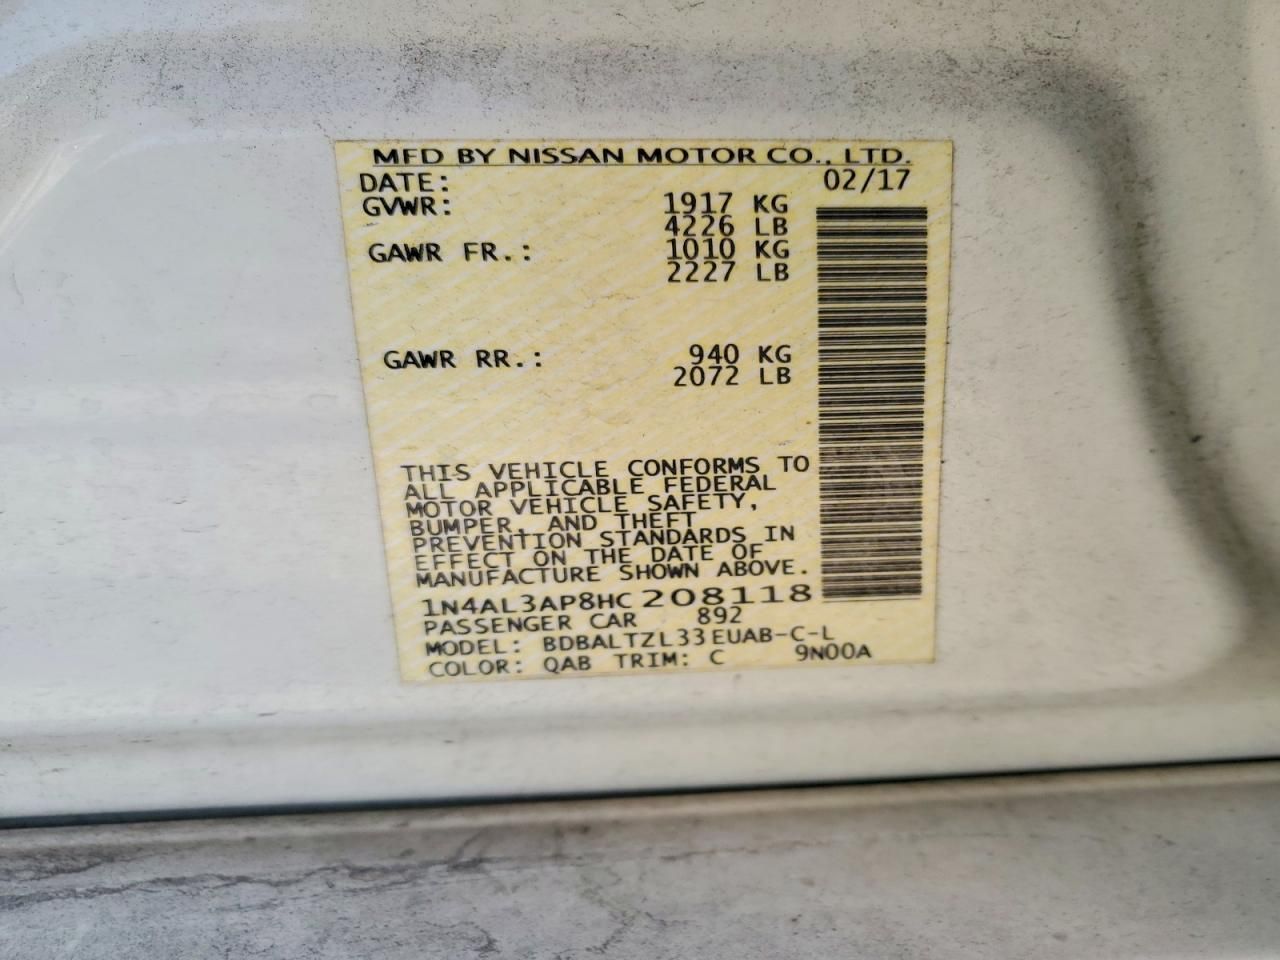 MFD BY NISSAN MOTOR CO., LTD.
DATE: 02/17
GVWR: 1917 KG
4226 LB
GAWR FR.: 1010 KG
2227 LB
GAWR RR.: 940 KG
2072 LB
THIS VEHICLE CONFORMS TO
ALL APPLICABLE FEDERAL
MOTOR VEHICLE SAFETY,
BUMPER, AND THEFT
PREVENTION STANDARDS IN
EFFECT ON THE DATE OF
MANUFACTURE SHOWN ABOVE.
1N4AL3AP8HC208118
PASSENGER CAR 892
MODEL: BDBALTZL33EUAB-C-L
COLOR: QAB TRIM: C 9N00A